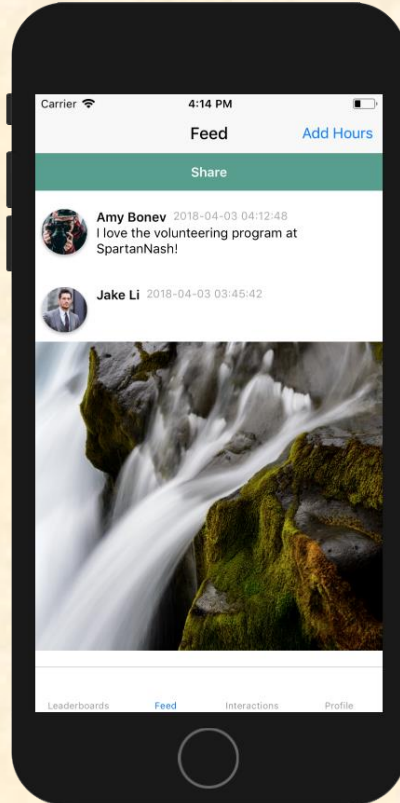 Carrier 4:14 PM
Feed Add Hours
Share
Amy Bonev 2018-04-03 04:12:48
I love the volunteering program at
SpartanNash!
Jake Li 2018-04-03 03:45:42
Leaderboards Feed Interactions Profile